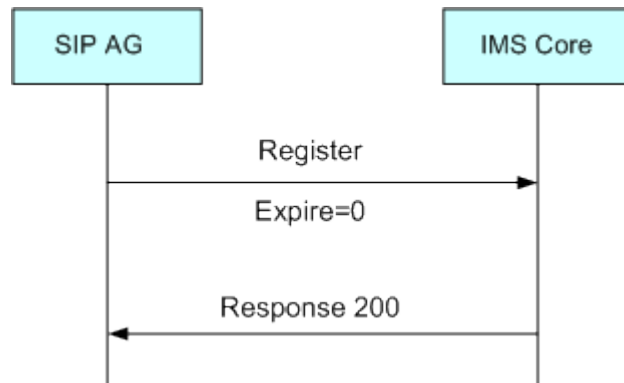 SIP AG
IMS Core
Register
Expire=0
Response 200